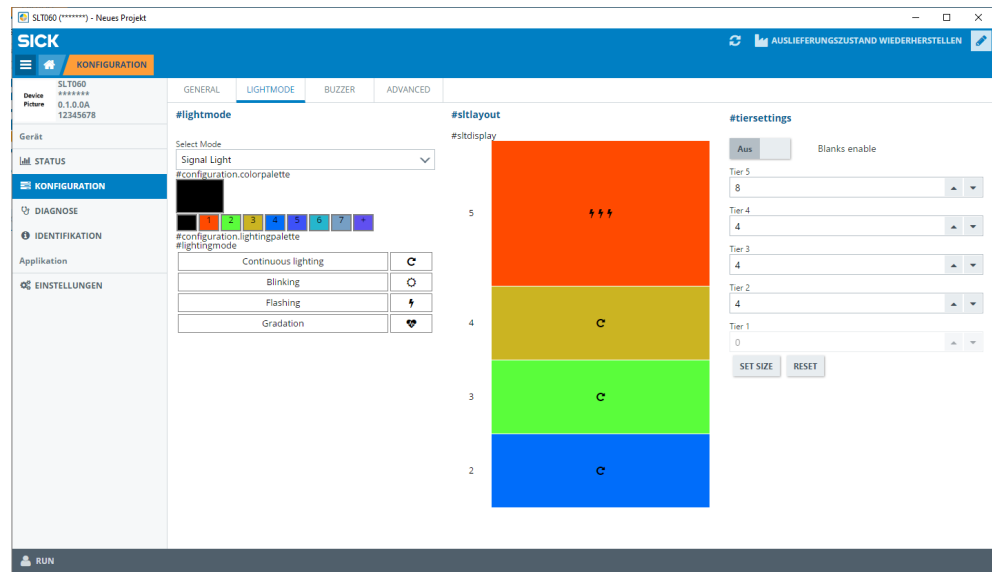 SLT060 (*******) - Neues Projekt
SICK
AUSLIEFERUNGSZUSTAND WIEDERHERSTELLEN
KONFIGURATION
Device
Picture
SLT060
*******
0.1.0.0A
12345678
Gerät
STATUS
KONFIGURATION
DIAGNOSE
IDENTIFIKATION
Applikation
EINSTELLUNGEN
GENERAL LIGHTMODE BUZZER ADVANCED
#lightmode
Select Mode
Signal Light
#configuration.colorpalette
1 2 3 4 5 6 7 +
#configuration.lightingpalette
#lightingmode
Continuous lighting
Blinking
Flashing
Gradation
#sltlayout
#sltdisplay
5
4
3
2
#tiersettings
Aus Blanks enable
Tier 5
8
Tier 4
4
Tier 3
4
Tier 2
4
Tier 1
0
SET SIZE RESET
RUN